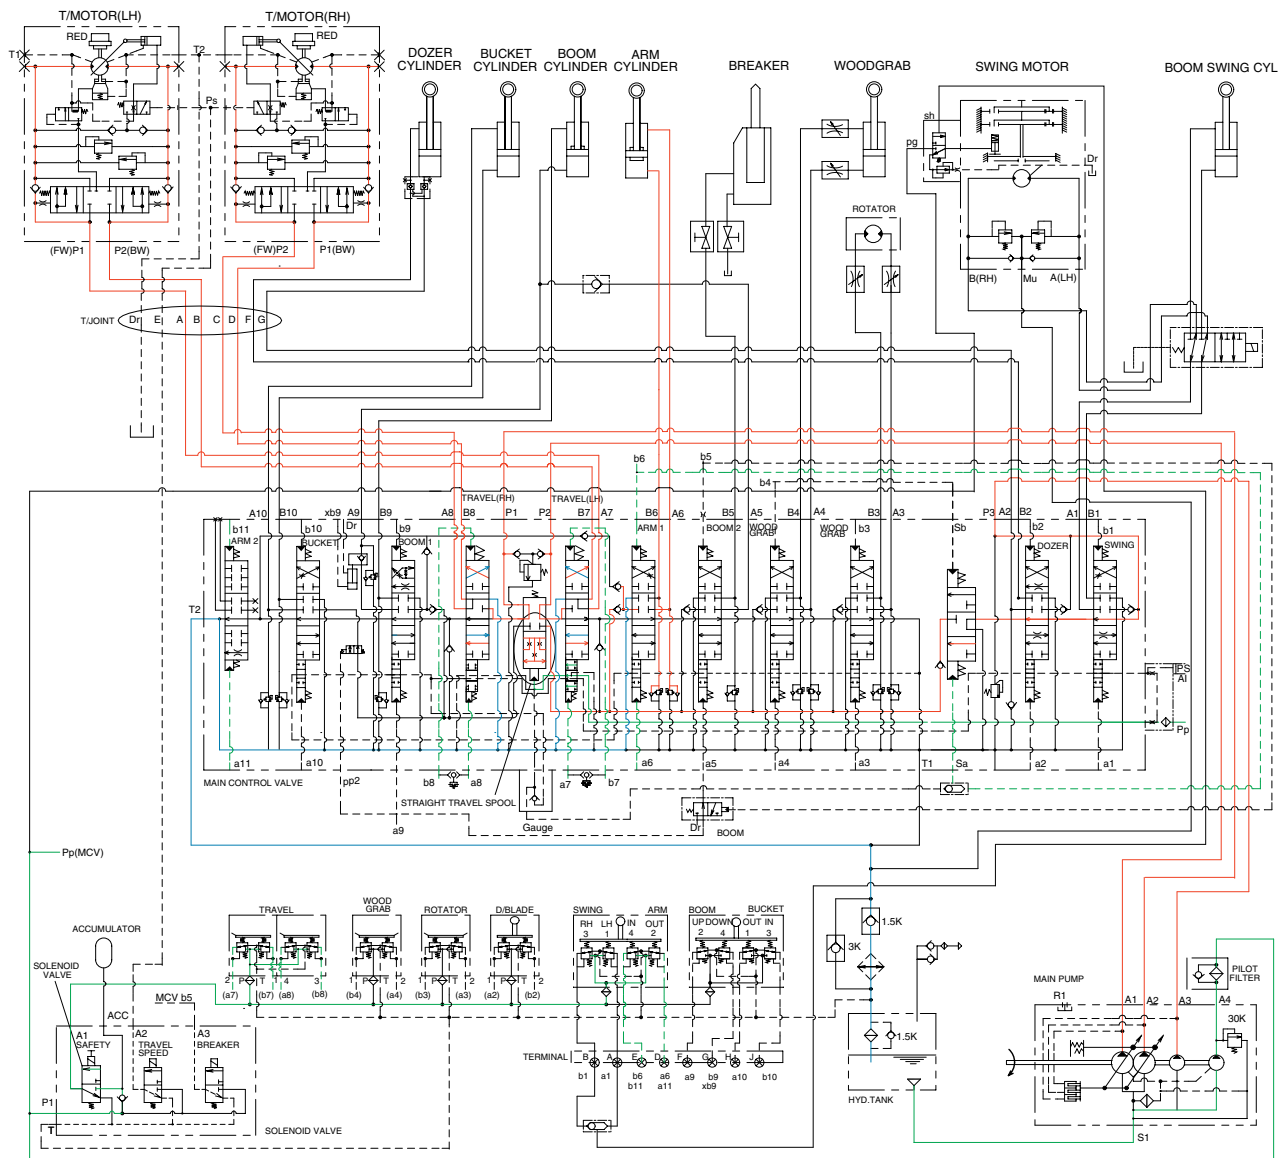 T/MOTOR(LH)
T/MOTOR(RH)
RED
RED
T1
T2
Ps
DOZER
CYLINDER
BUCKET
CYLINDER
BOOM
CYLINDER
ARM
CYLINDER
BREAKER
WOODGRAB
SWING MOTOR
BOOM SWING CYL
sh
pg
Dr
ROTATOR
(FW)P1
P2(BW)
(FW)P2
P1(BW)
B(RH)
Mu
A(LH)
T/JOINT
Dr E A B C D F G
b6
b5
b4
TRAVEL(RH)
TRAVEL(LH)
A10 B10 xb9 A9 B9 A8 B8 P1 P2 B7 A7 B6 A6 B5 A5 B4 A4 B3 A3 Sb P3 A2 B2 A1 B1
Dr
b11
ARM 2
b10
BUCKET
b9
BOOM 1
ARM 1
BOOM 2
WOOD
GRAB
WOOD
GRAB
b3
b2
DOZER
b1
SWING
T2
PS
AI
Pp
a11
a10
pp2
b8
a8
a7
b7
a6
a5
a4
a3
T1
Sa
a2
a1
MAIN CONTROL VALVE
STRAIGHT TRAVEL SPOOL
Gauge
a9
Dr
BOOM
Pp(MCV)
TRAVEL
WOOD
GRAB
ROTATOR
D/BLADE
SWING
ARM
BOOM
BUCKET
RH LH IN OUT
3 1 4 2
UP DOWN OUT IN
2 4 1 3
2 P T 4 3
1 P T 2
1 P T 2
1 P T 2
(a7) (b7) (a8) (b8)
(b4) (a4)
(b3) (a3)
(a2) (b2)
ACCUMULATOR
SOLENOID
VALVE
MCV b5
ACC
A1
SAFETY
A2
TRAVEL
SPEED
A3
BREAKER
P1
T
SOLENOID VALVE
TERMINAL
B A E D F G H J
b1 a1 b6 a6 a9 b9 a10 b10
b11 a11 xb9
1.5K
3K
1.5K
HYD.TANK
MAIN PUMP
R1
A1 A2 A3 A4
PILOT
FILTER
30K
S1